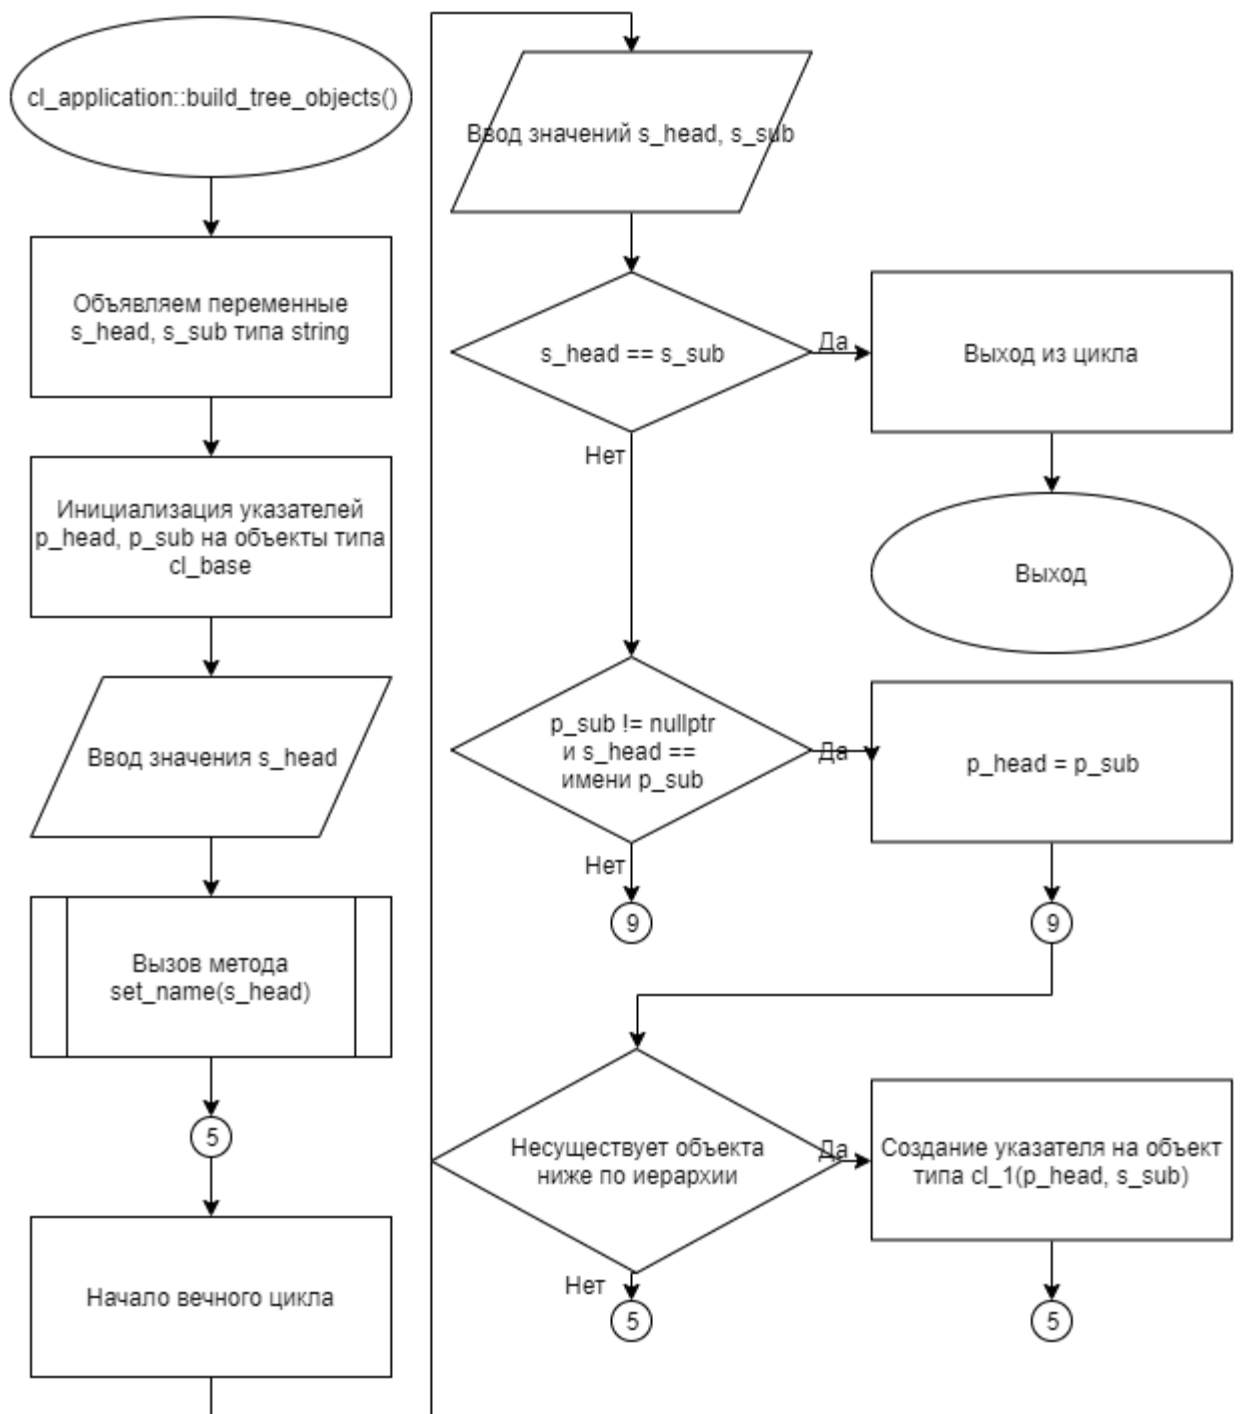 cl_application::build_tree_objects()
Объявляем переменные
s_head, s_sub типа string
Инициализация указателей
p_head, p_sub на объекты типа
cl_base
Ввод значения s_head
Вызов метода
set_name(s_head)
5
Начало вечного цикла
Ввод значений s_head, s_sub
s_head == s_sub
Да
Выход из цикла
Выход
Нет
p_sub != nullptr
и s_head ==
имени p_sub
Да
p_head = p_sub
Нет
9
9
Несуществует объекта
ниже по иерархии
Да
Создание указателя на объект
типа cl_1(p_head, s_sub)
Нет
5
5